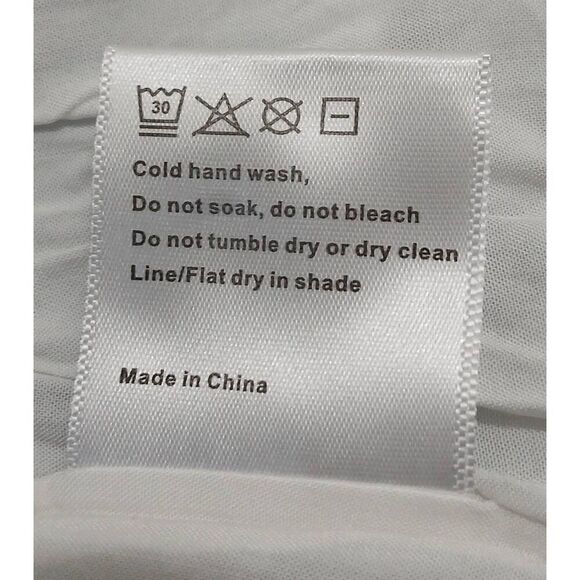 30
Cold hand wash,
Do not soak, do not bleach
Do not tumble dry or dry clean
Line/Flat dry in shade
Made in China